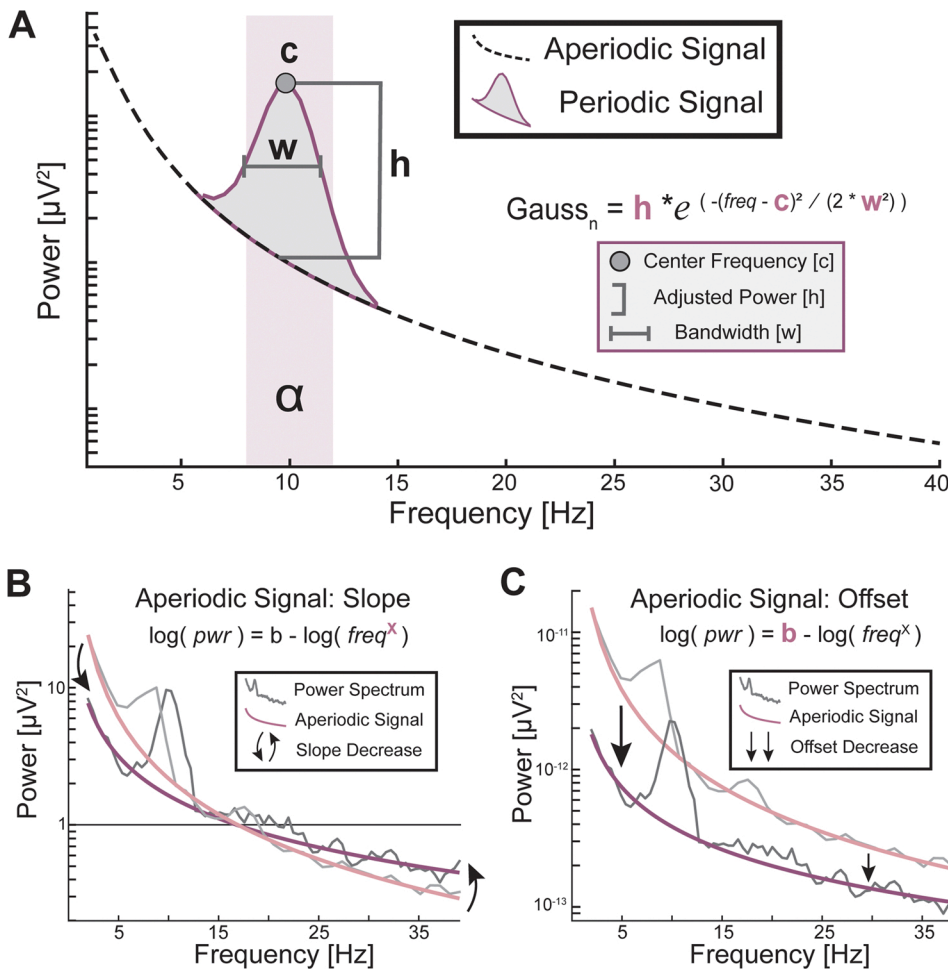 A
Power [µV²]
c
w
h
α
Aperiodic Signal
Periodic Signal
Gaussₙ = h *e ( -(freq - c)² / (2 * w²) )
Center Frequency [c]
Adjusted Power [h]
Bandwidth [w]
5 10 15 20 25 30 35 40
Frequency [Hz]
B
Aperiodic Signal: Slope
log( pwr ) = b - log( freqˣ )
Power Spectrum
Aperiodic Signal
Slope Decrease
Power [µV²]
10
1
5 15 25 35
Frequency [Hz]
C
Aperiodic Signal: Offset
log( pwr ) = b - log( freqˣ )
Power Spectrum
Aperiodic Signal
Offset Decrease
Power [µV²]
10⁻¹¹
10⁻¹²
10⁻¹³
5 15 25 35
Frequency [Hz]